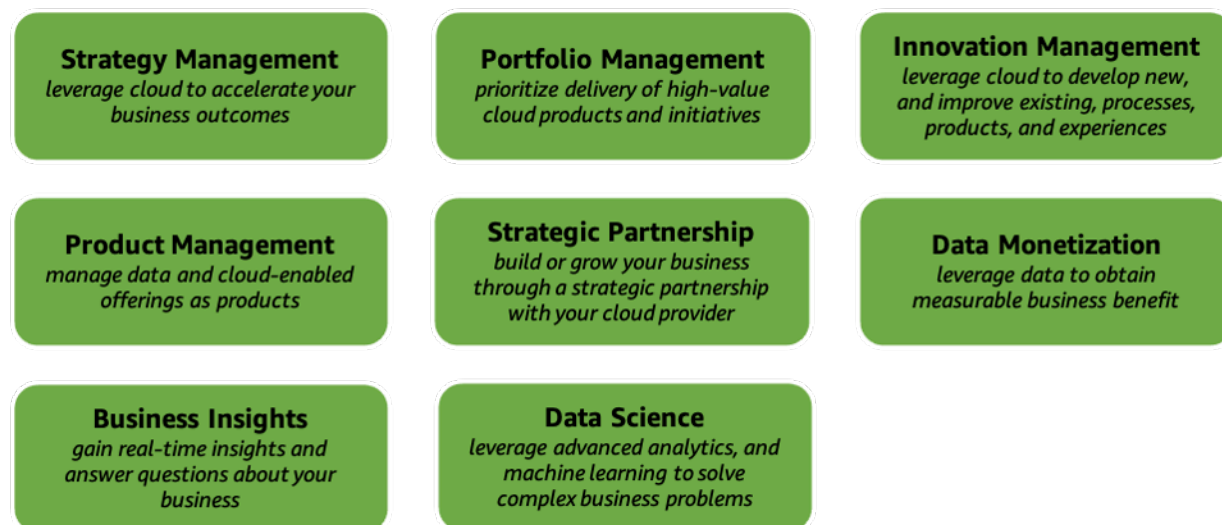 Strategy Management
leverage cloud to accelerate your
business outcomes
Portfolio Management
prioritize delivery of high-value
cloud products and initiatives
Innovation Management
leverage cloud to develop new,
and improve existing, processes,
products, and experiences
Product Management
manage data and cloud-enabled
offerings as products
Strategic Partnership
build or grow your business
through a strategic partnership
with your cloud provider
Data Monetization
leverage data to obtain
measurable business benefit
Business Insights
gain real-time insights and
answer questions about your
business
Data Science
leverage advanced analytics, and
machine learning to solve
complex business problems